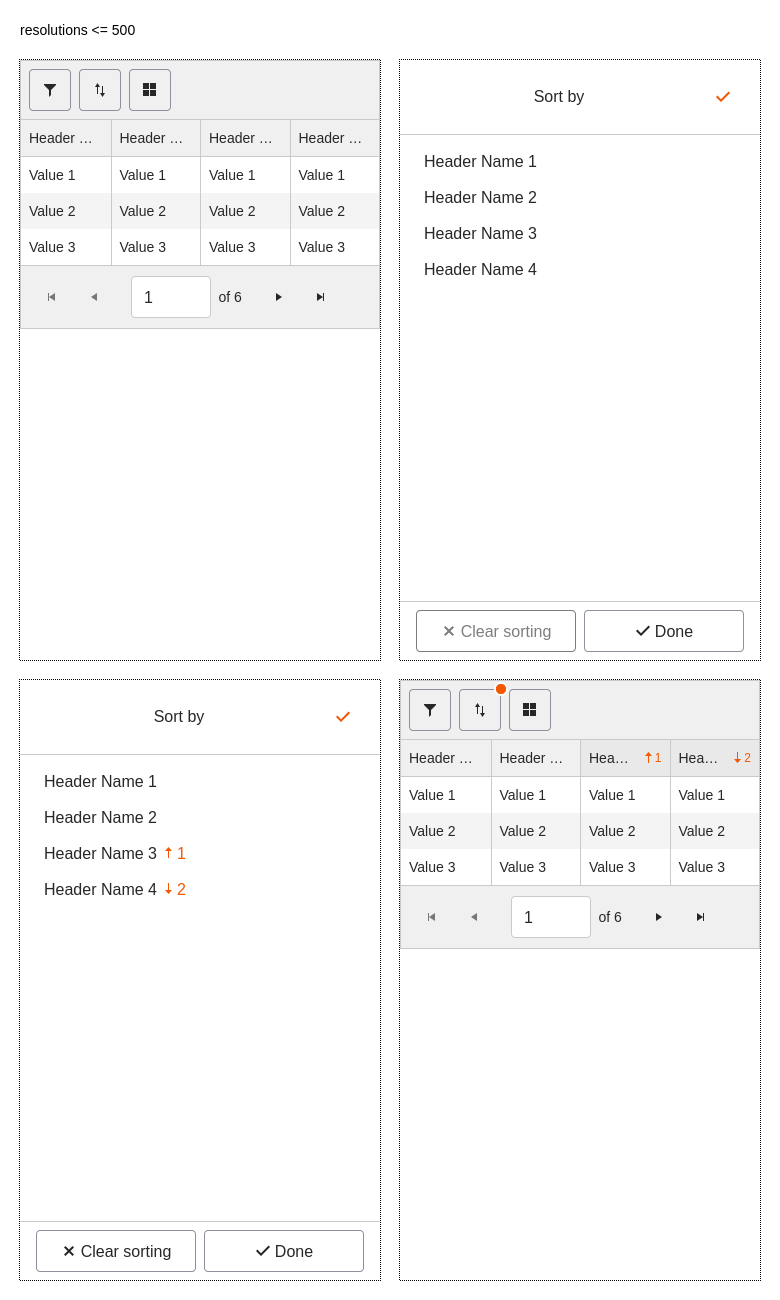 resolutions <= 500
Header … Header … Header … Header …
Value 1 Value 1 Value 1 Value 1
Value 2 Value 2 Value 2 Value 2
Value 3 Value 3 Value 3 Value 3
1 of 6
Sort by
Header Name 1
Header Name 2
Header Name 3
Header Name 4
Clear sorting Done
Sort by
Header Name 1
Header Name 2
Header Name 3 1
Header Name 4 2
Clear sorting Done
Header … Header … Hea… 1 Hea… 2
Value 1 Value 1 Value 1 Value 1
Value 2 Value 2 Value 2 Value 2
Value 3 Value 3 Value 3 Value 3
1 of 6